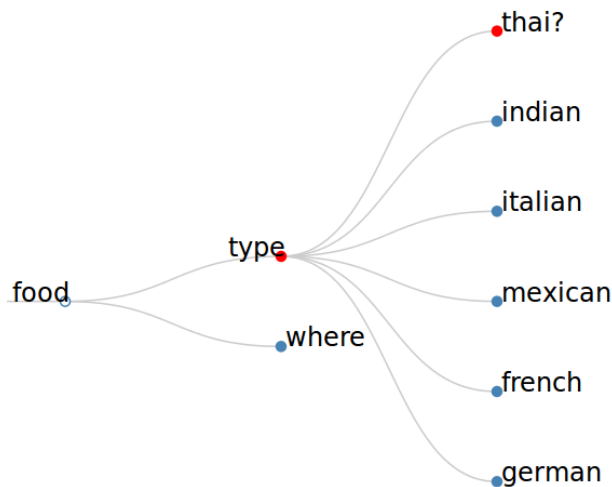 thai?
indian
italian
type
food
mexican
where
french
german